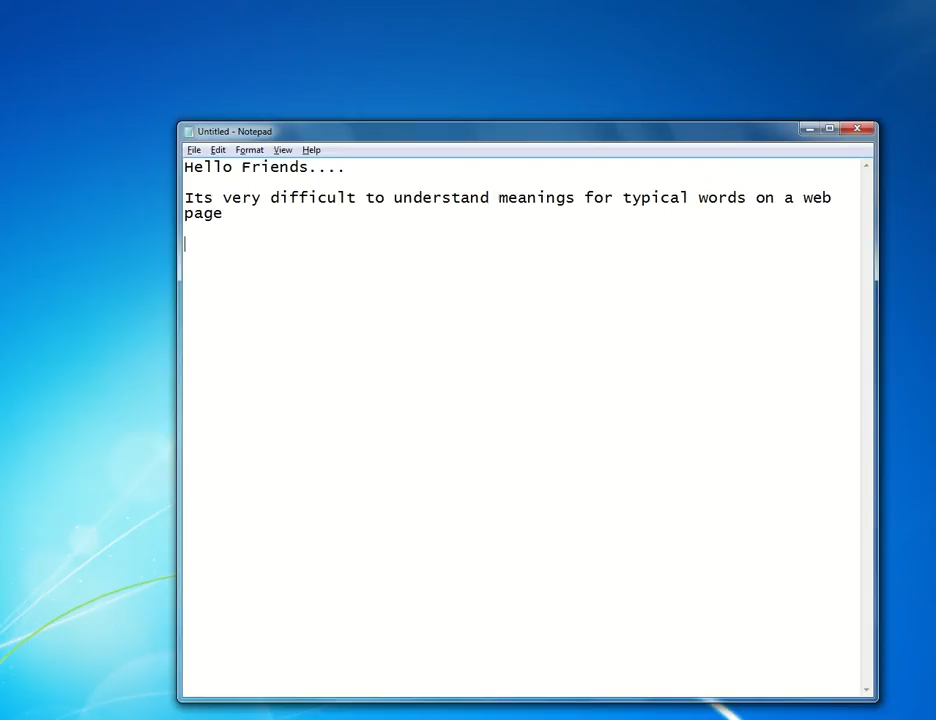 Untitled - Notepad
File Edit Format View Help
Hello Friends....
Its very difficult to understand meanings for typical words on a web
page